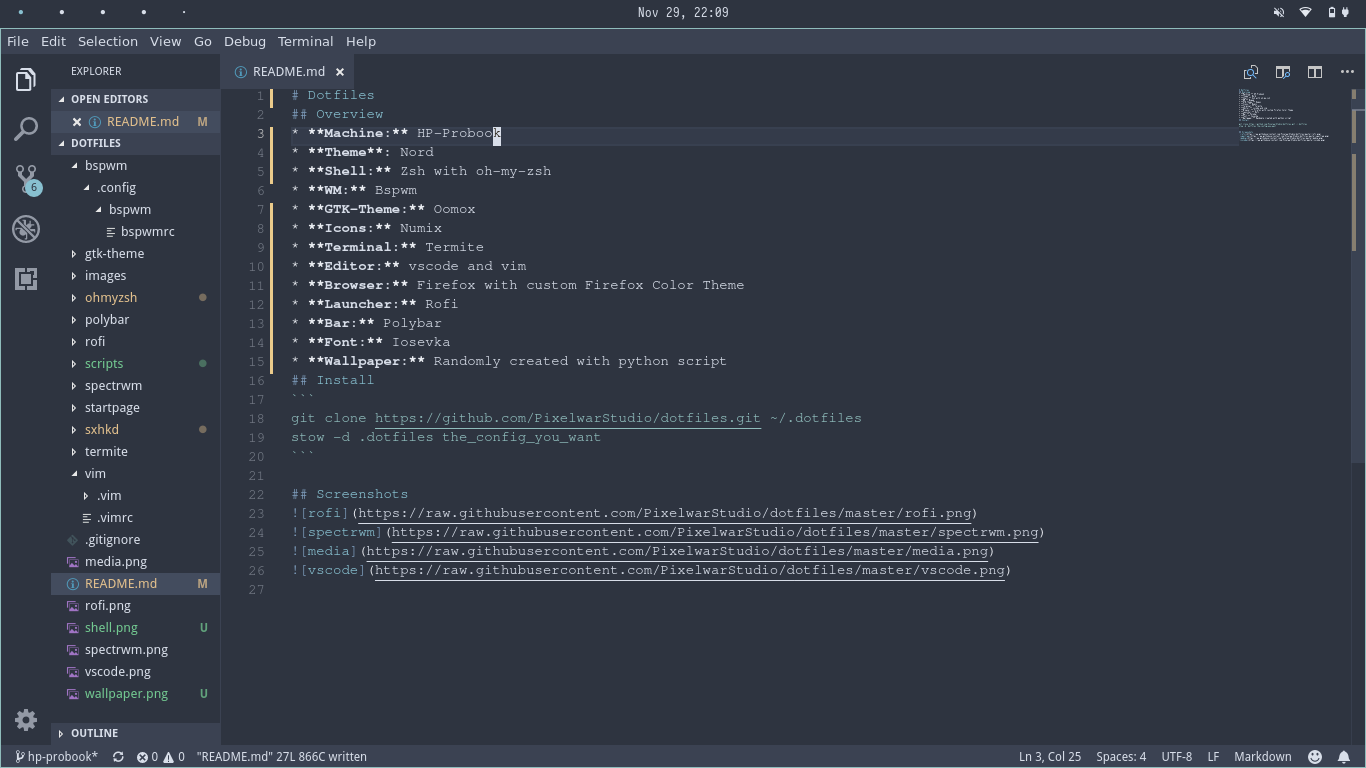 Nov 29, 22:09
File Edit Selection View Go Debug Terminal Help
EXPLORER
OPEN EDITORS
README.md M
DOTFILES
bspwm
.config
bspwm
bspwmrc
gtk-theme
images
ohmyzsh
polybar
rofi
scripts
spectrwm
startpage
sxhkd
termite
vim
.vim
.vimrc
.gitignore
media.png
README.md M
rofi.png
shell.png U
spectrwm.png
vscode.png
wallpaper.png U
OUTLINE
6
README.md
1 # Dotfiles
2 ## Overview
3 * **Machine:** HP-Probook
4 * **Theme**: Nord
5 * **Shell:** Zsh with oh-my-zsh
6 * **WM:** Bspwm
7 * **GTK-Theme:** Oomox
8 * **Icons:** Numix
9 * **Terminal:** Termite
10 * **Editor:** vscode and vim
11 * **Browser:** Firefox with custom Firefox Color Theme
12 * **Launcher:** Rofi
13 * **Bar:** Polybar
14 * **Font:** Iosevka
15 * **Wallpaper:** Randomly created with python script
16 ## Install
17 ```
18 git clone https://github.com/PixelwarStudio/dotfiles.git ~/.dotfiles
19 stow -d .dotfiles the_config_you_want
20 ```
21
22 ## Screenshots
23 ![rofi](https://raw.githubusercontent.com/PixelwarStudio/dotfiles/master/rofi.png)
24 ![spectrwm](https://raw.githubusercontent.com/PixelwarStudio/dotfiles/master/spectrwm.png)
25 ![media](https://raw.githubusercontent.com/PixelwarStudio/dotfiles/master/media.png)
26 ![vscode](https://raw.githubusercontent.com/PixelwarStudio/dotfiles/master/vscode.png)
27
hp-probook* 0 0 "README.md" 27L 866C written Ln 3, Col 25 Spaces: 4 UTF-8 LF Markdown